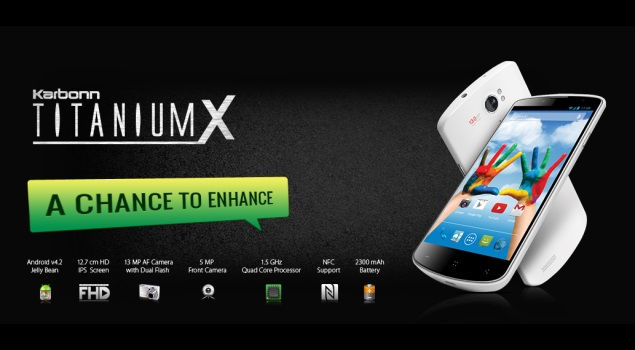 Karbonn
TITANIUM X
A CHANCE TO ENHANCE
Android v4.2
Jelly Bean
12.7 cm HD
IPS Screen
13 MP AF Camera
with Dual Flash
5 MP
Front Camera
1.5 GHz
Quad Core Processor
NFC
Support
2300 mAh
Battery
FHD